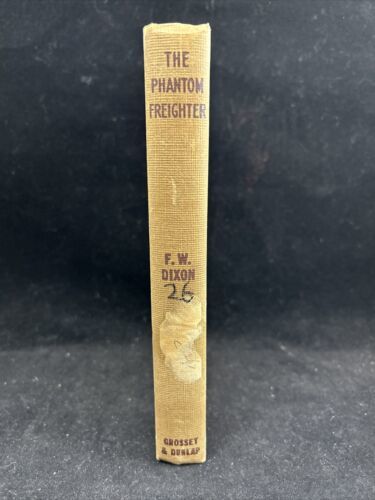 THE
PHANTOM
FREIGHTER
F. W.
DIXON
26
GROSSET
& DUNLAP